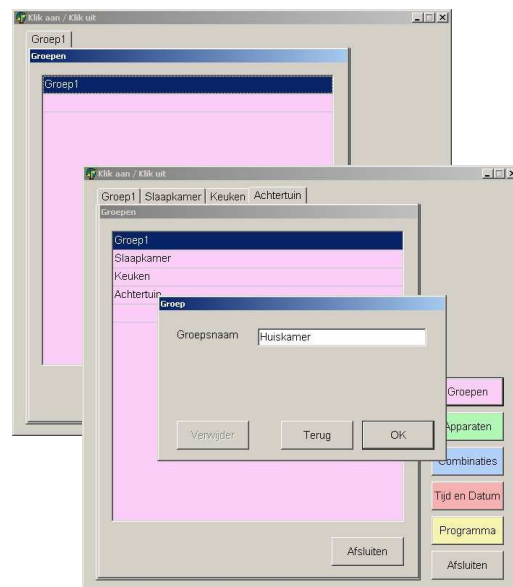 Klik aan / Klik uit
Groep1
Groepen
Groep1
Klik aan / Klik uit
Groep1 Slaapkamer Keuken Achtertuin
Groepen
Groep1
Slaapkamer
Keuken
Achtertuin
Groep
Groepsnaam Huiskamer
Verwijder Terug OK
Groepen
Apparaten
Combinaties
Tijd en Datum
Programma
Afsluiten
Afsluiten